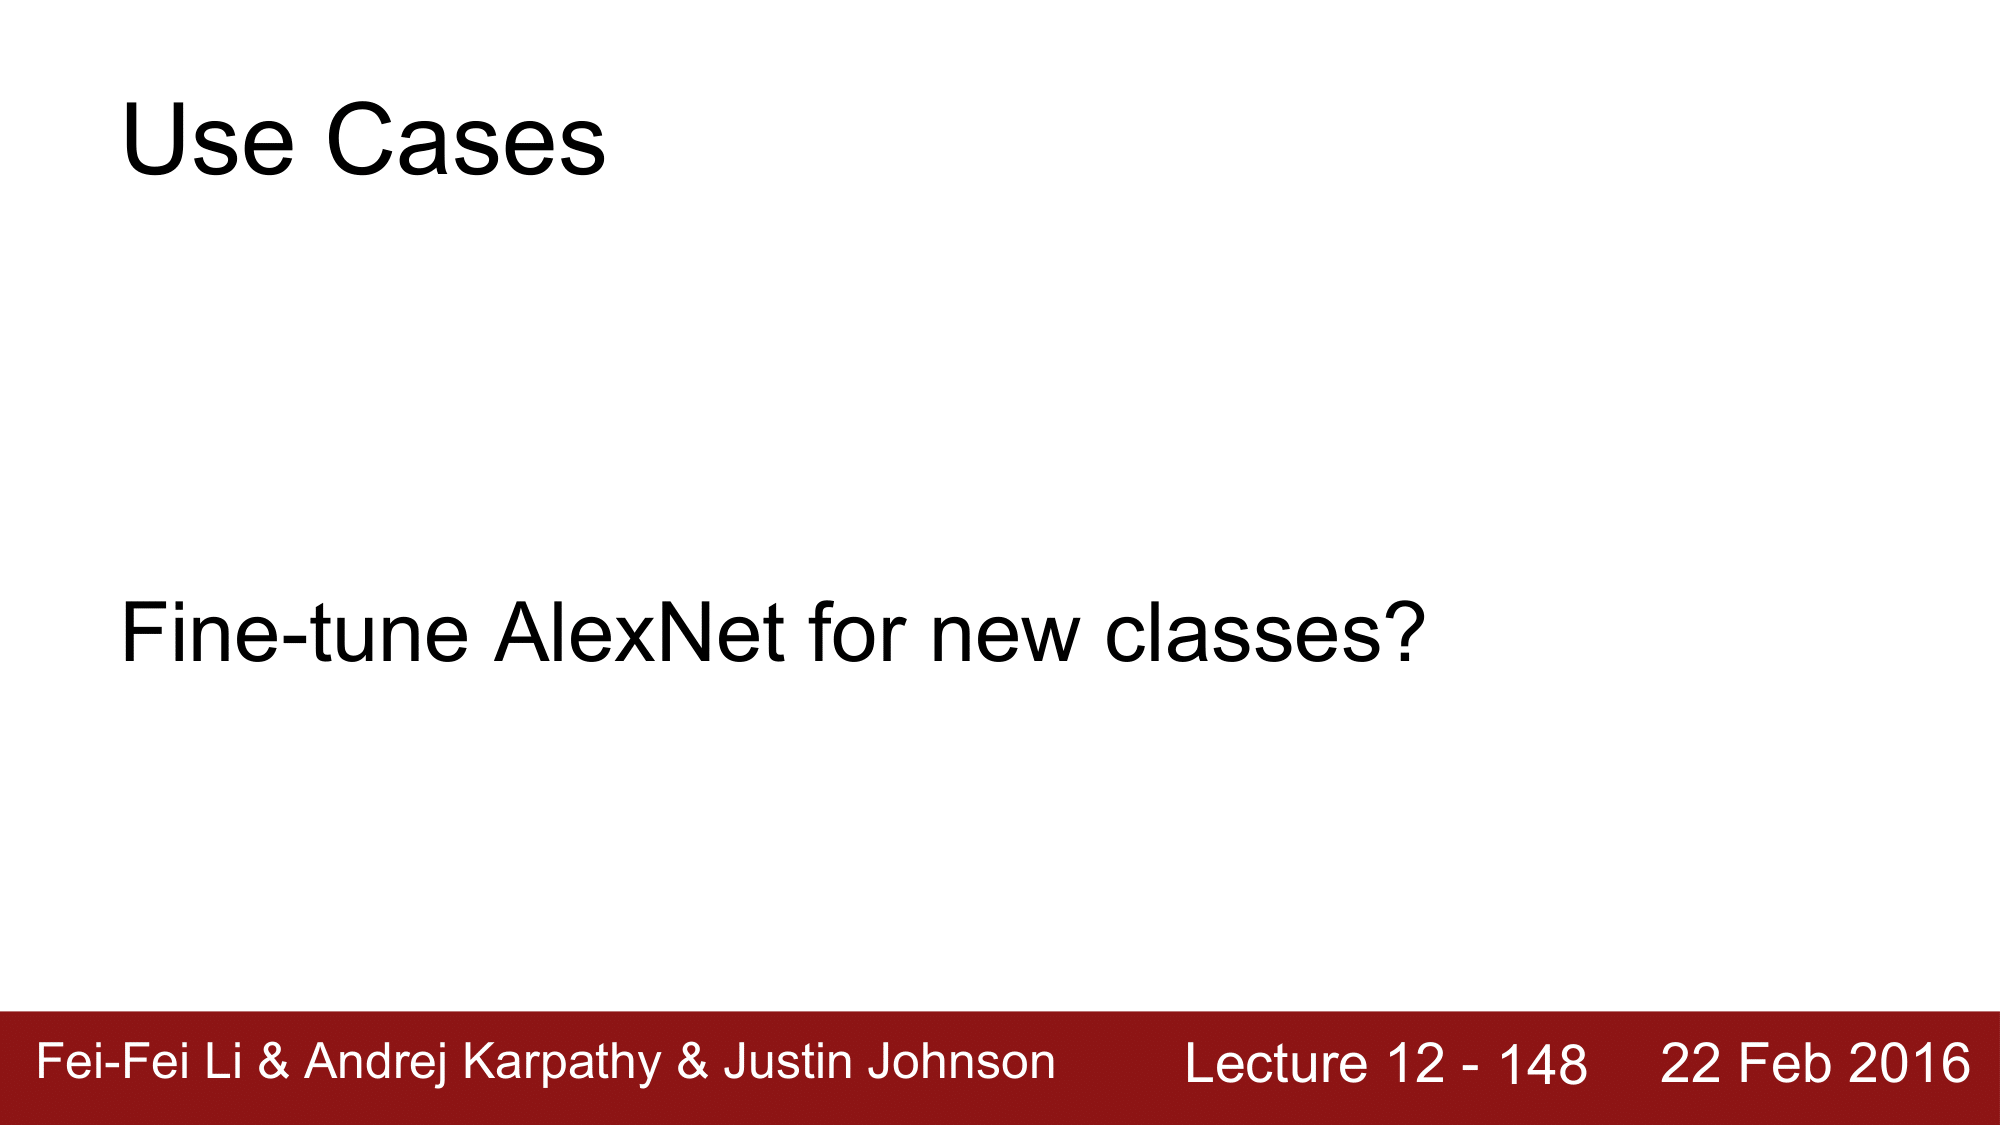 Use Cases
Fine-tune AlexNet for new classes?
Fei-Fei Li & Andrej Karpathy & Justin Johnson Lecture 12 - 148 22 Feb 2016